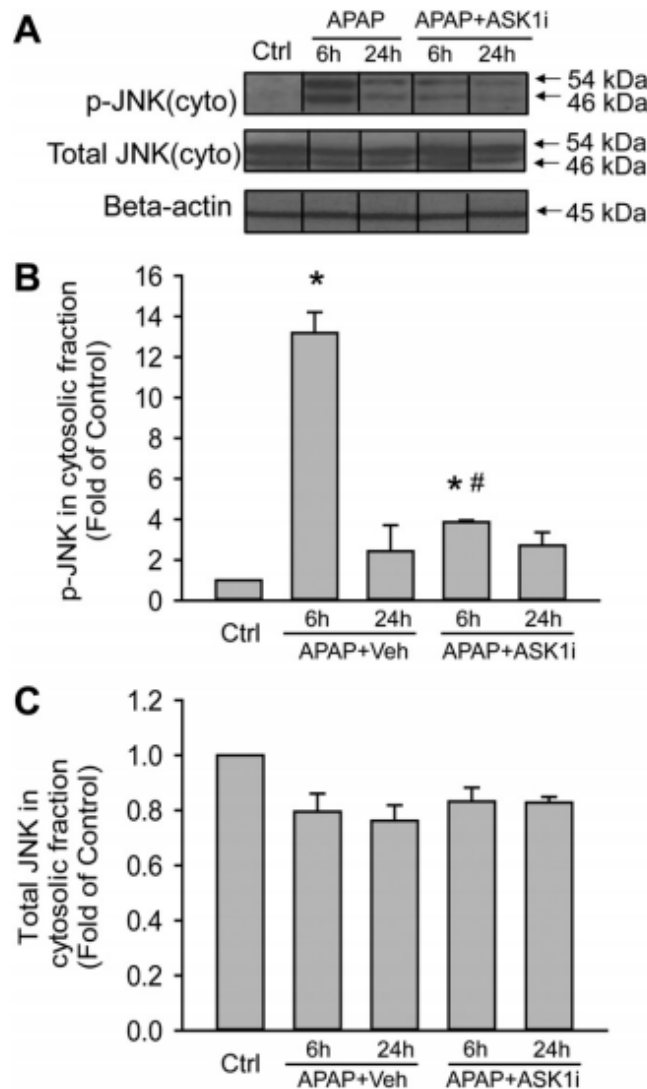 A
APAP APAP+ASK1i
Ctrl 6h 24h 6h 24h
p-JNK(cyto) 54 kDa
46 kDa
Total JNK(cyto) 54 kDa
46 kDa
Beta-actin 45 kDa
B
p-JNK in cytosolic fraction
(Fold of Control)
16
14
12
10
8
6
4
2
0
*
* #
Ctrl 6h 24h 6h 24h
APAP+Veh APAP+ASK1i
C
Total JNK in
cytosolic fraction
(Fold of Control)
1.2
1.0
0.8
0.6
0.4
0.2
0.0
Ctrl 6h 24h 6h 24h
APAP+Veh APAP+ASK1i